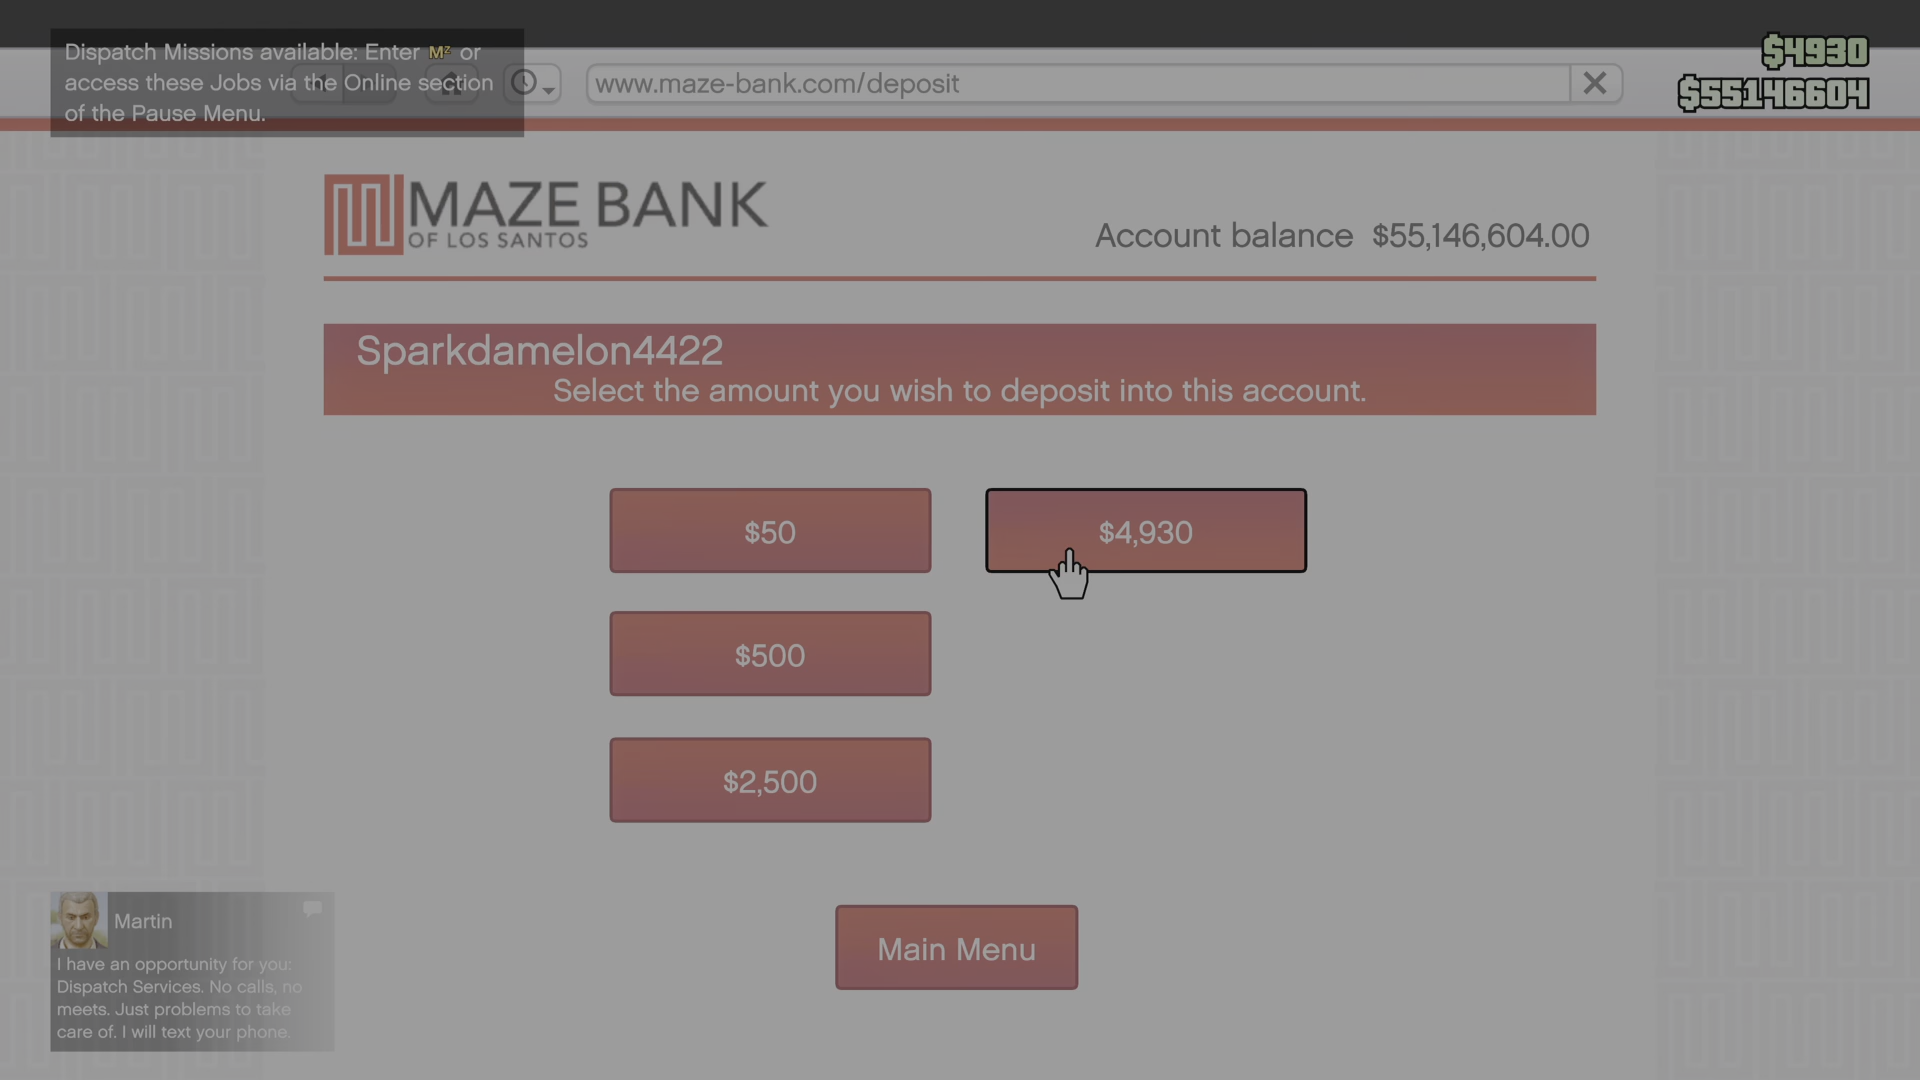 Dispatch Missions available: Enter Mᶻ or
access these Jobs via the Online section
of the Pause Menu.
www.maze-bank.com/deposit
$4930
$55146604
MAZE BANK
OF LOS SANTOS
Account balance $55,146,604.00
Sparkdamelon4422
Select the amount you wish to deposit into this account.
$50
$4,930
$500
$2,500
Main Menu
Martin
I have an opportunity for you:
Dispatch Services. No calls, no
meets. Just problems to take
care of. I will text your phone.